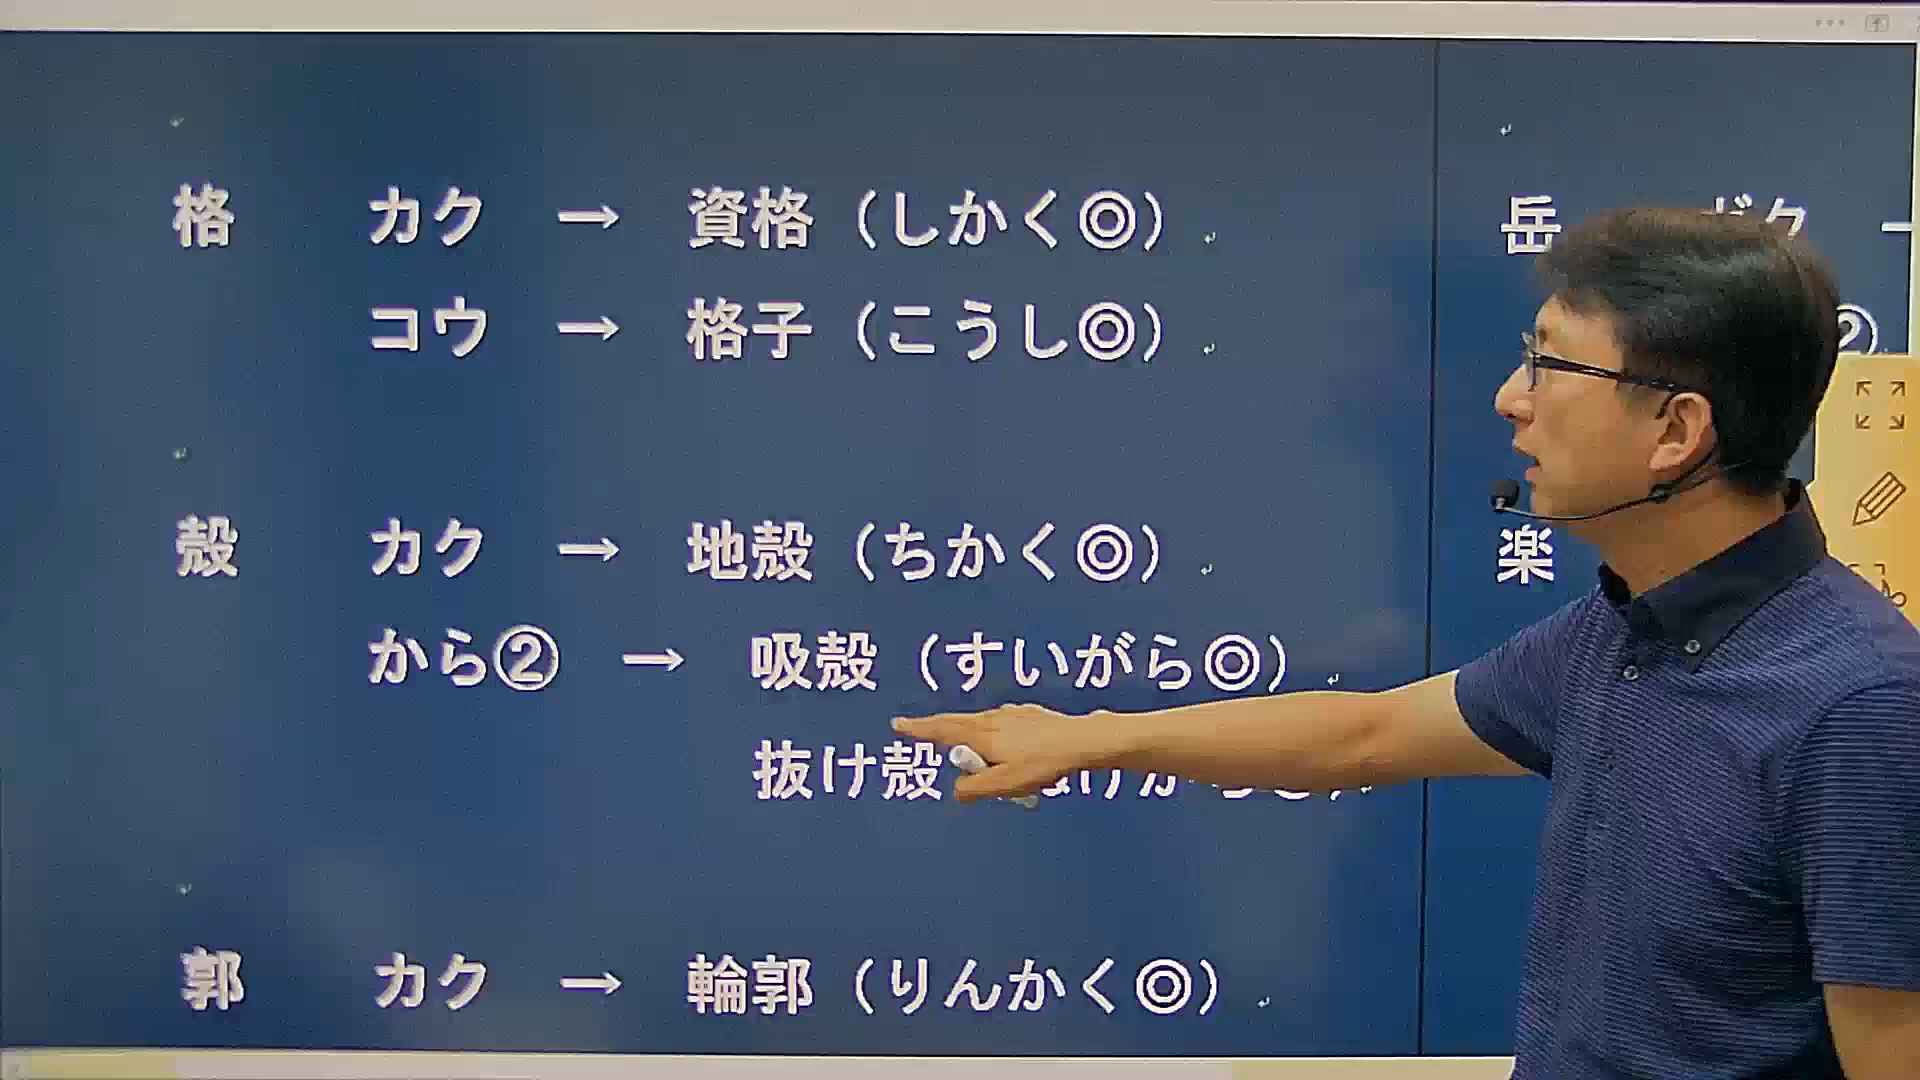 格 カク → 資格（しかく◎）
コウ → 格子（こうし◎）
殻 カク → 地殻（ちかく◎）
から② → 吸殻（すいがら◎）
抜け殻
郭 カク → 輪郭（りんかく◎）
岳
②
楽